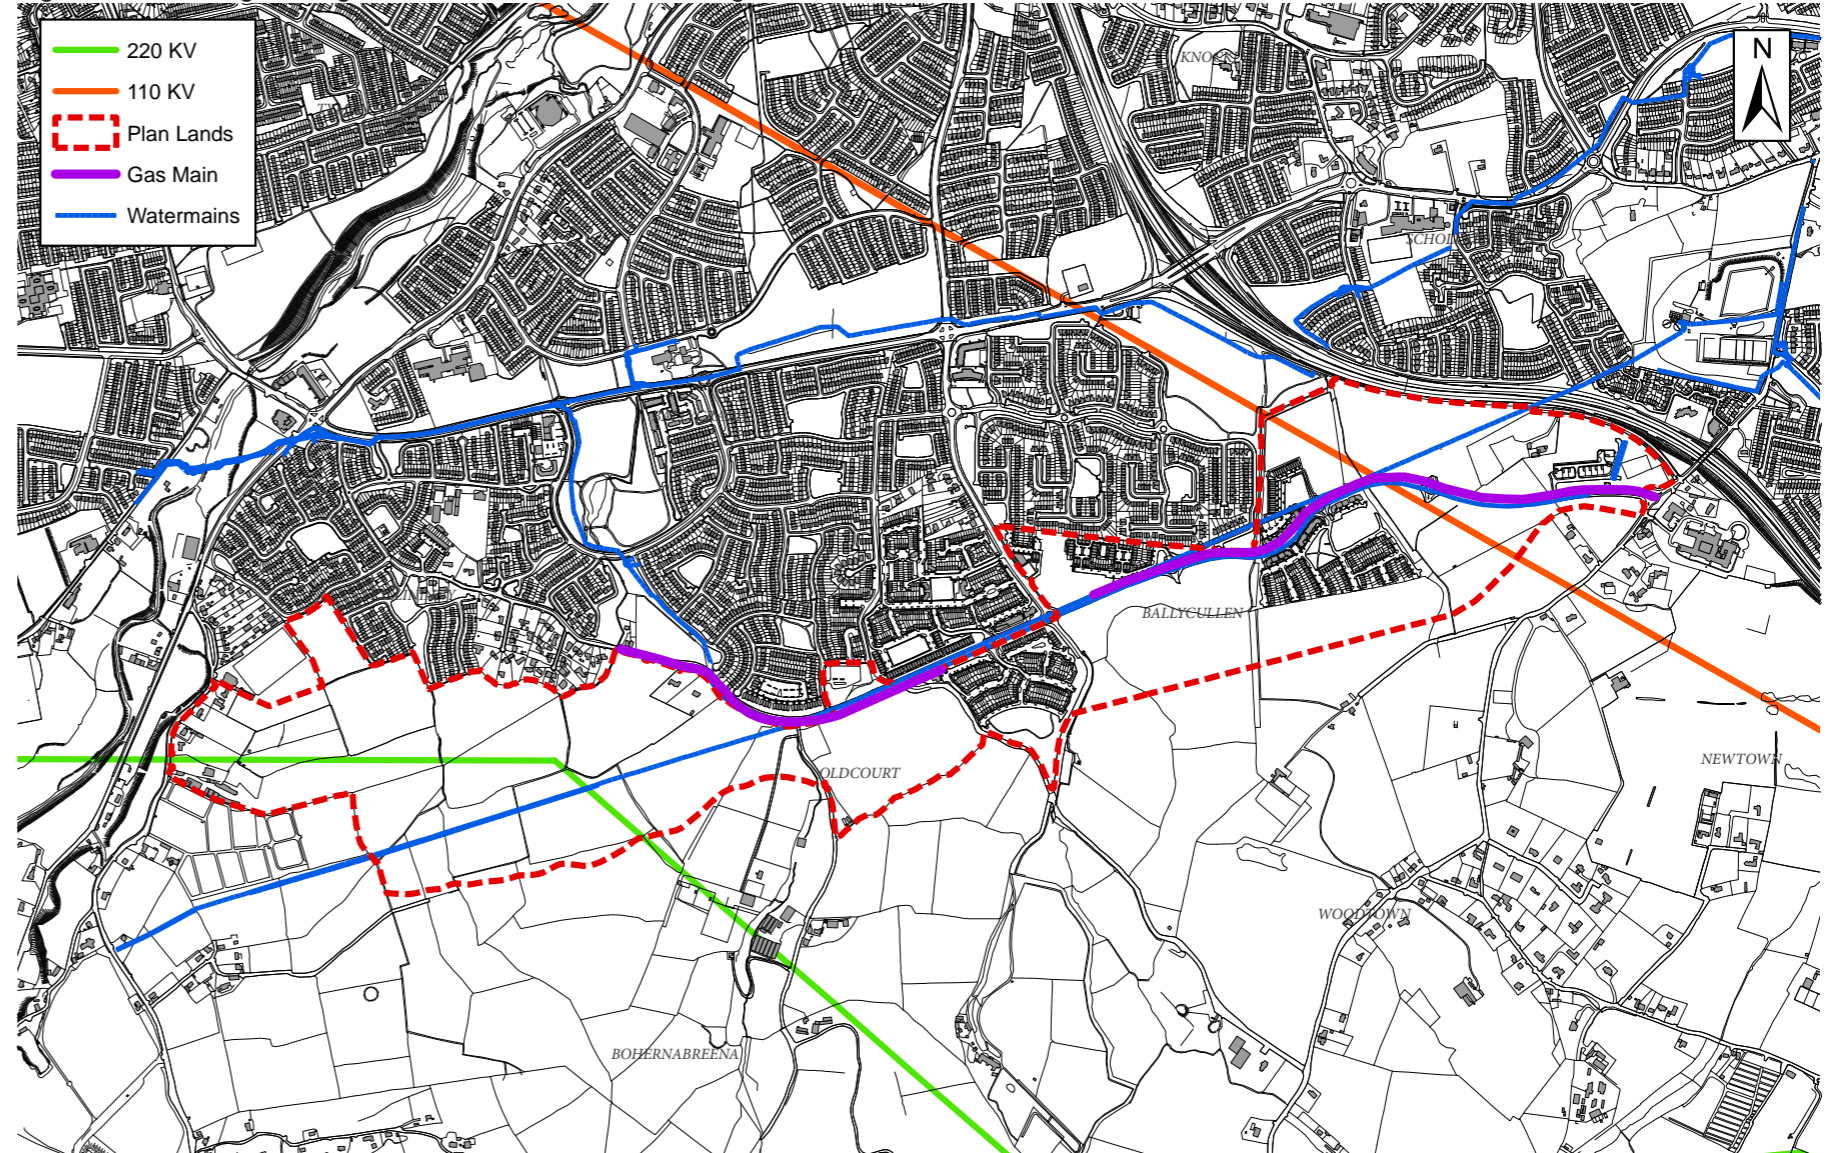 220 KV
110 KV
Plan Lands
Gas Main
Watermains
N
BALLYCULLEN
OLDCOURT
NEWTOWN
WOODTOWN
BOHERNABREENA